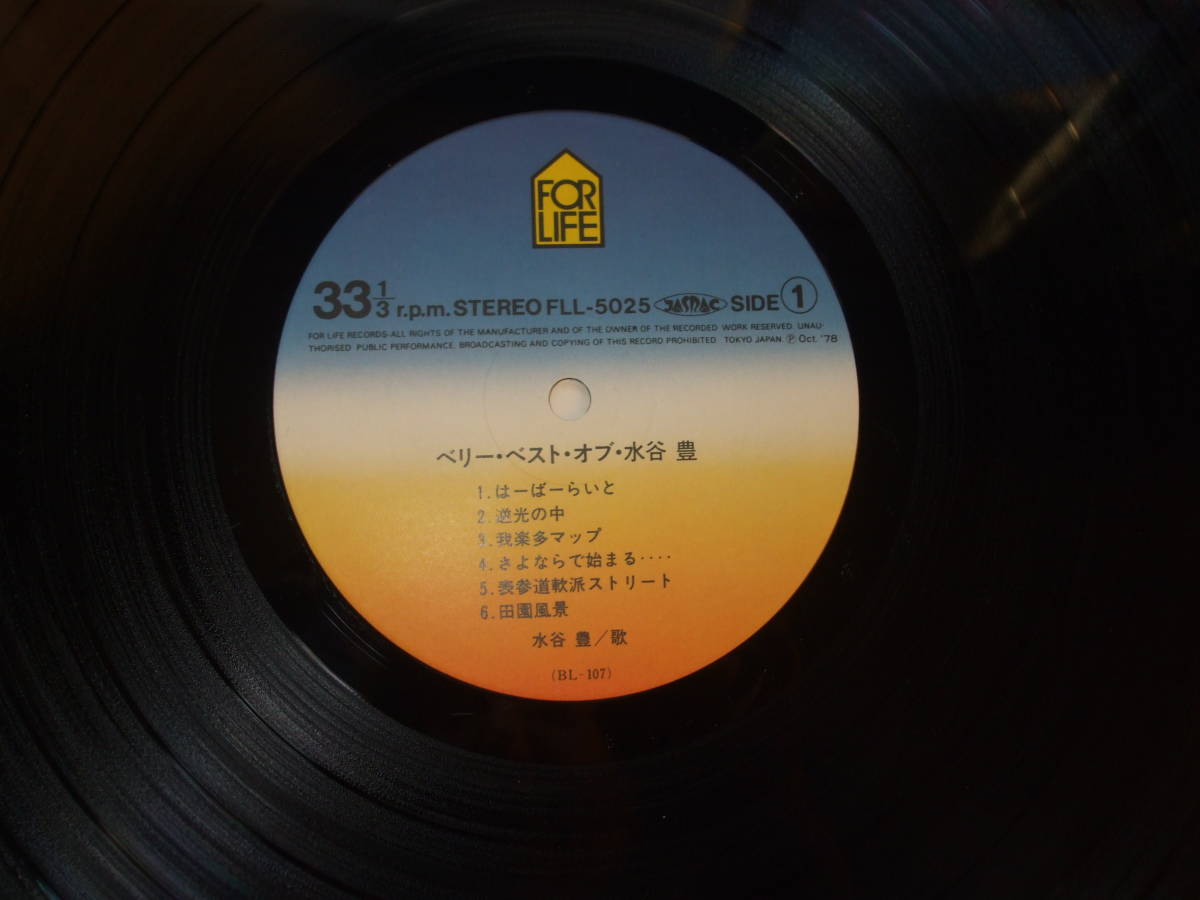 FOR
LIFE
33 1/3 r.p.m. STEREO FLL-5025 JASRAC SIDE 1
FOR LIFE RECORDS·ALL RIGHTS OF THE MANUFACTURER AND OF THE OWNER OF THE RECORDED WORK RESERVED. UNAU-
THORISED PUBLIC PERFORMANCE. BROADCASTING AND COPYING OF THIS RECORD PROHIBITED TOKYO JAPAN. Ⓟ Oct. '78
ベリー・ベスト・オブ・水谷 豊
1. はーばーらいと
2. 逆光の中
3. 我楽多マップ
4. さよならで始まる‥‥
5. 表参道軟派ストリート
6. 田園風景
水谷 豊／歌
(BL-107)